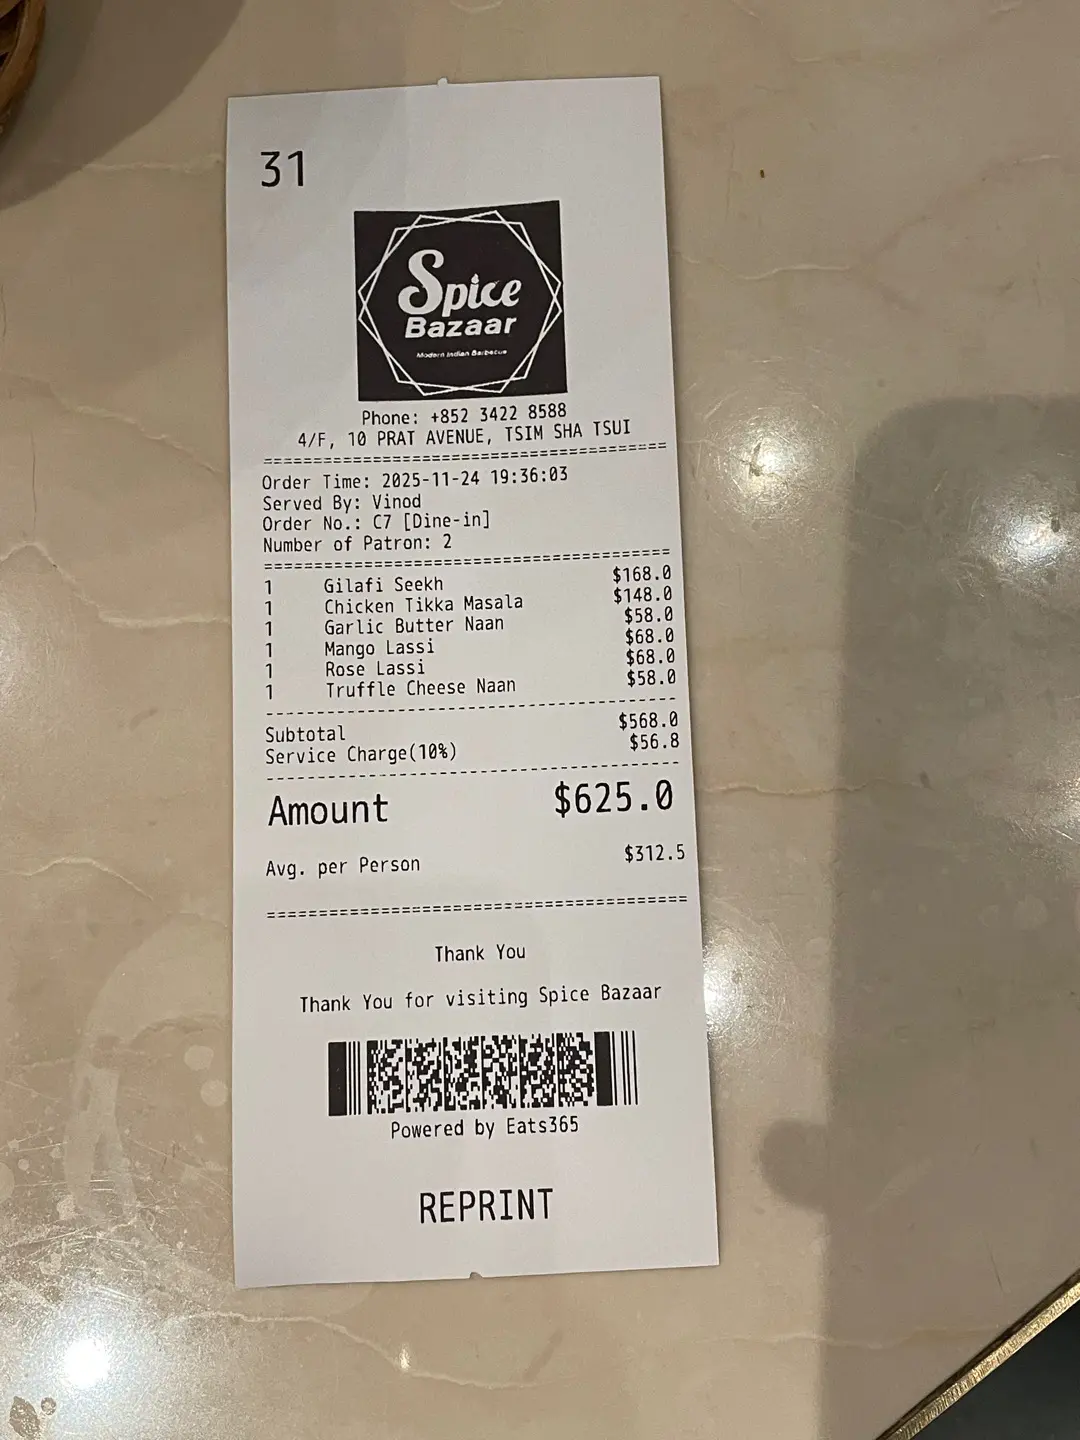 31
Spice
Bazaar
Modern Indian Barbecue
Phone: +852 3422 8588
4/F, 10 PRAT AVENUE, TSIM SHA TSUI
Order Time: 2025-11-24 19:36:03
Served By: Vinod
Order No.: C7 [Dine-in]
Number of Patron: 2
1 Gilafi Seekh $168.0
1 Chicken Tikka Masala $148.0
1 Garlic Butter Naan $58.0
1 Mango Lassi $68.0
1 Rose Lassi $68.0
1 Truffle Cheese Naan $58.0
Subtotal $568.0
Service Charge(10%) $56.8
Amount $625.0
Avg. per Person $312.5
Thank You
Thank You for visiting Spice Bazaar
Powered by Eats365
REPRINT